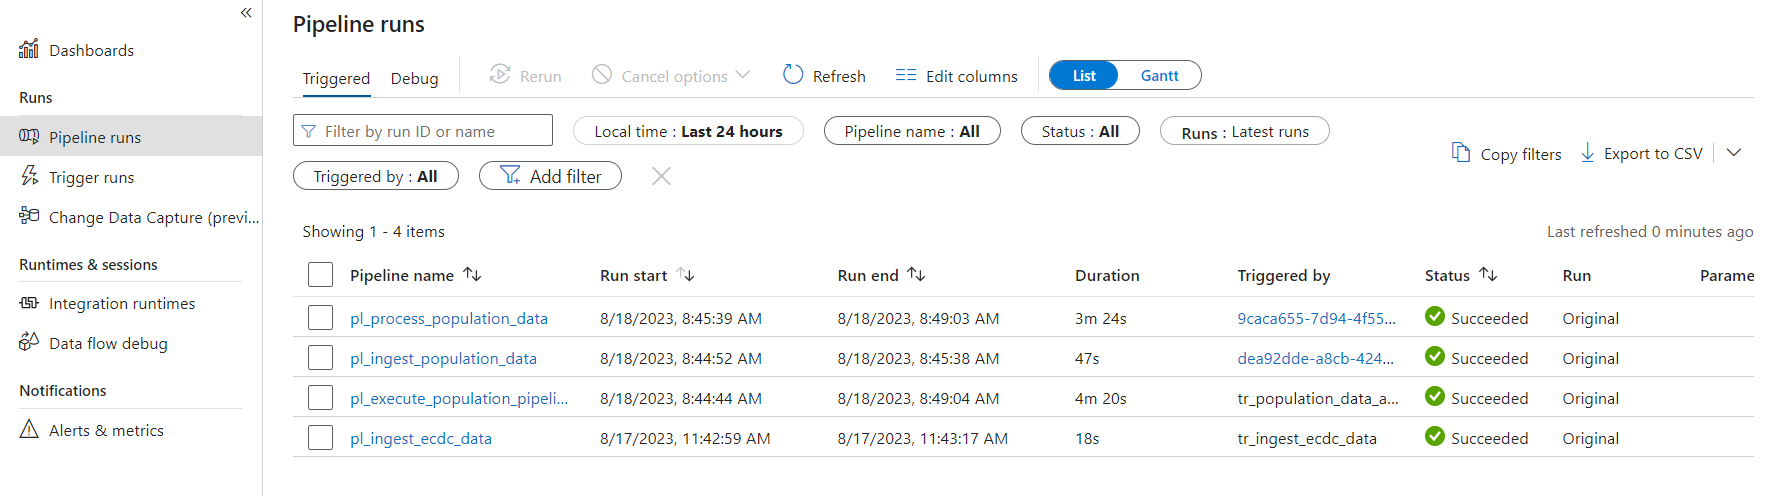 «
Dashboards
Runs
Pipeline runs
Trigger runs
Change Data Capture (previ...
Runtimes & sessions
Integration runtimes
Data flow debug
Notifications
Alerts & metrics
Pipeline runs
Triggered Debug Rerun Cancel options Refresh Edit columns List Gantt
Filter by run ID or name Local time : Last 24 hours Pipeline name : All Status : All Runs : Latest runs
Copy filters Export to CSV
Triggered by : All Add filter
Showing 1 - 4 items Last refreshed 0 minutes ago
Pipeline name Run start Run end Duration Triggered by Status Run Parame
pl_process_population_data 8/18/2023, 8:45:39 AM 8/18/2023, 8:49:03 AM 3m 24s 9caca655-7d94-4f55... Succeeded Original
pl_ingest_population_data 8/18/2023, 8:44:52 AM 8/18/2023, 8:45:38 AM 47s dea92dde-a8cb-424... Succeeded Original
pl_execute_population_pipeli... 8/18/2023, 8:44:44 AM 8/18/2023, 8:49:04 AM 4m 20s tr_population_data_a... Succeeded Original
pl_ingest_ecdc_data 8/17/2023, 11:42:59 AM 8/17/2023, 11:43:17 AM 18s tr_ingest_ecdc_data Succeeded Original